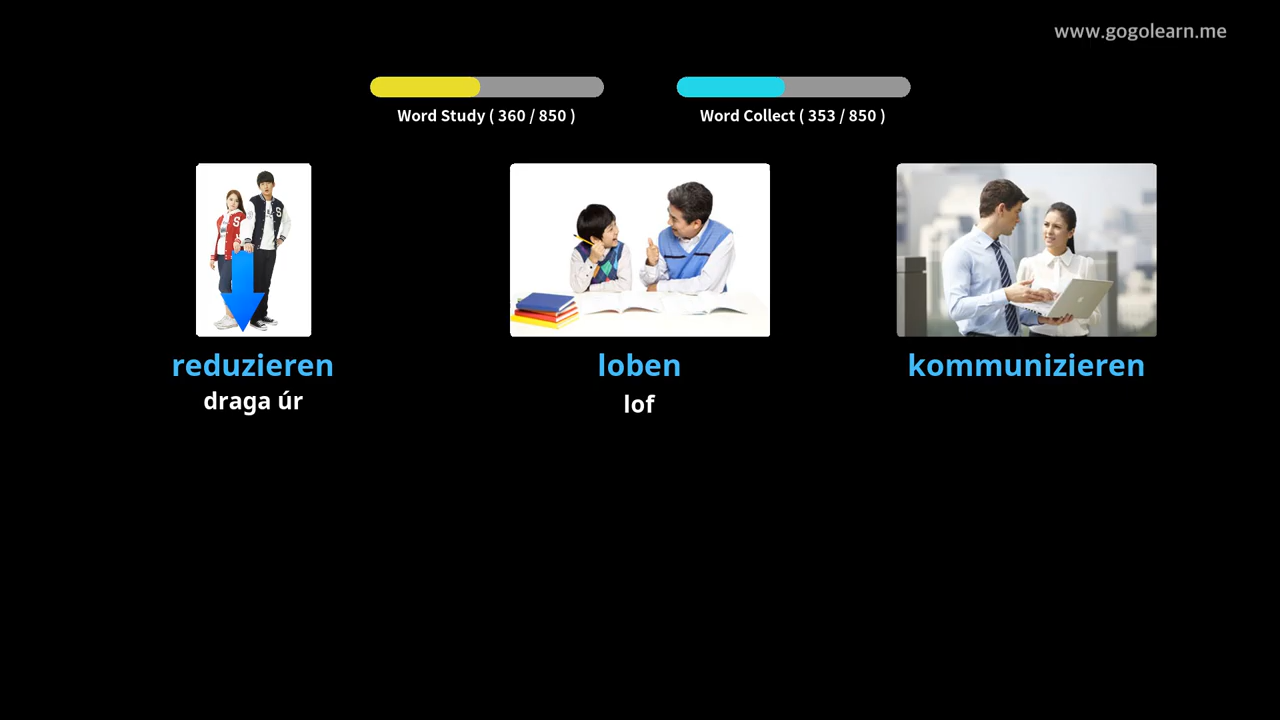 www.gogolearn.me
Word Study ( 360 / 850 )
Word Collect ( 353 / 850 )
reduzieren
draga úr
loben
lof
kommunizieren